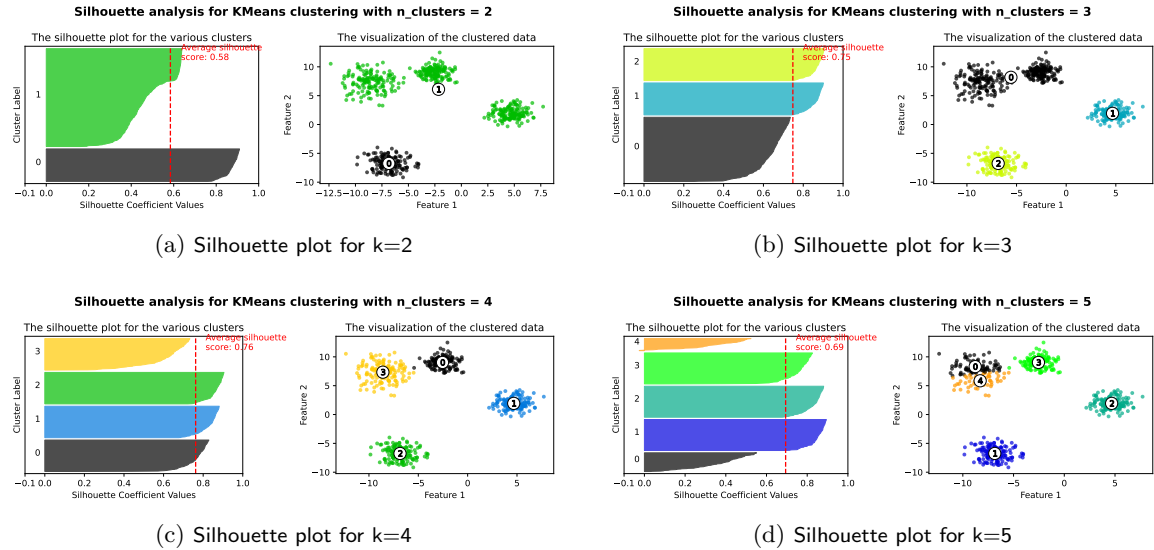 Silhouette analysis for KMeans clustering with n_clusters = 2
The silhouette plot for the various clusters
Average silhouette
score: 0.58
Cluster Label
1
0
−0.1 0.0 0.2 0.4 0.6 0.8 1.0
Silhouette Coefficient Values
The visualization of the clustered data
Feature 2
10
5
0
−5
−10
1
0
−12.5 −10.0 −7.5 −5.0 −2.5 0.0 2.5 5.0 7.5
Feature 1
(a) Silhouette plot for k=2
Silhouette analysis for KMeans clustering with n_clusters = 3
The silhouette plot for the various clusters
Average silhouette
score: 0.75
Cluster Label
2
1
0
−0.1 0.0 0.2 0.4 0.6 0.8 1.0
Silhouette Coefficient Values
The visualization of the clustered data
Feature 2
10
5
0
−5
−10
0
1
2
−10 −5 0 5
Feature 1
(b) Silhouette plot for k=3
Silhouette analysis for KMeans clustering with n_clusters = 4
The silhouette plot for the various clusters
Average silhouette
score: 0.76
Cluster Label
3
2
1
0
−0.1 0.0 0.2 0.4 0.6 0.8 1.0
Silhouette Coefficient Values
The visualization of the clustered data
Feature 2
10
5
0
−5
−10
0
3
1
2
−10 −5 0 5
Feature 1
(c) Silhouette plot for k=4
Silhouette analysis for KMeans clustering with n_clusters = 5
The silhouette plot for the various clusters
Average silhouette
score: 0.69
Cluster Label
4
3
2
1
0
−0.1 0.0 0.2 0.4 0.6 0.8 1.0
Silhouette Coefficient Values
The visualization of the clustered data
Feature 2
10
5
0
−5
−10
0
3
4
2
1
−10 −5 0 5
Feature 1
(d) Silhouette plot for k=5